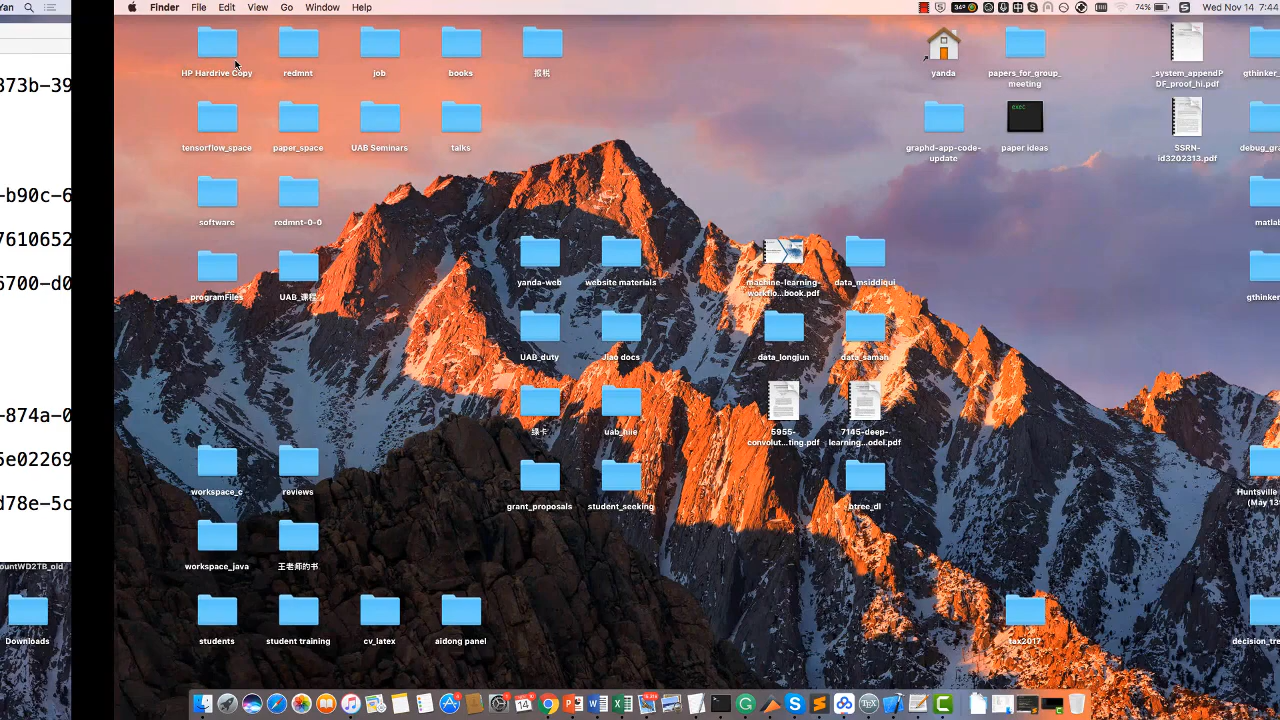 Yan
Finder File Edit View Go Window Help
34°
74%
Wed Nov 14 7:44
873b-39
-b90c-6
7610652
6700-d0
-874a-0
5e02269
d78e-5c
ountWD2TB_old
Downloads
HP Hardrive Copy
redmnt
job
books
报税
yanda
papers_for_group_
meeting
_system_appendP
DF_proof_hi.pdf
gthinker_
tensorflow_space
paper_space
UAB Seminars
talks
graphd-app-code-
update
exec
paper ideas
SSRN-
id3202313.pdf
debug_gra
software
redmnt-0-0
matlab
programFiles
UAB_课程
yanda-web
website materials
machine-learning-
workflo...book.pdf
data_msiddiqui
gthinker
UAB_duty
Jiao docs
data_longjun
data_samah
绿卡
uab_hiie
5955-
convolut...ting.pdf
7145-deep-
learning...odel.pdf
workspace_c
reviews
grant_proposals
student_seeking
btree_dl
Huntsville
(May 13
workspace_java
王老师的书
students
student training
cv_latex
aidong panel
tax2017
decision_tre
14